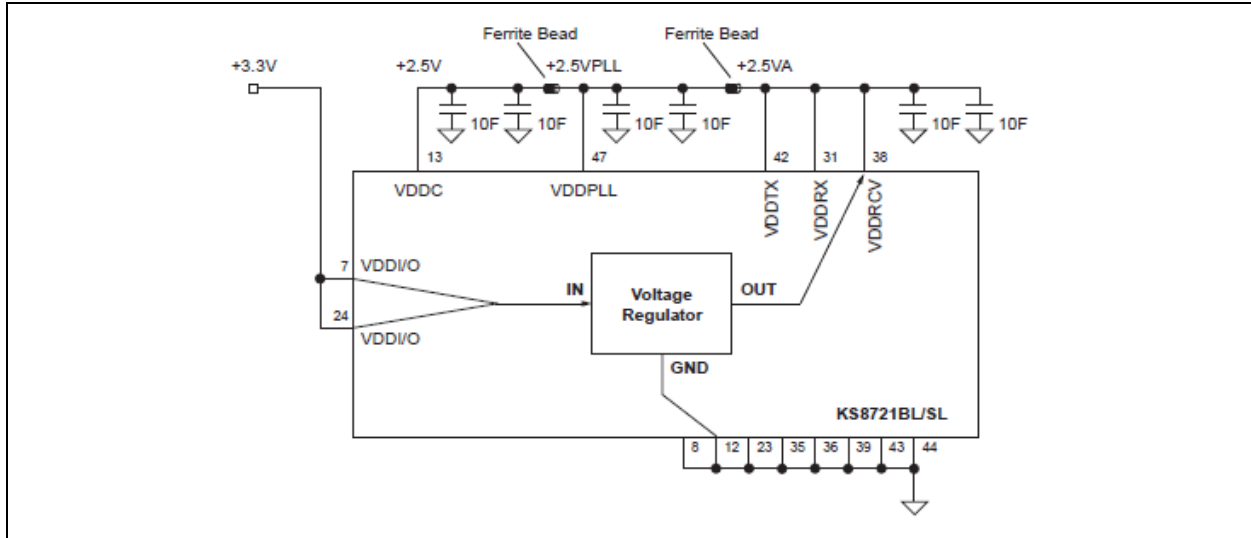 Ferrite Bead Ferrite Bead
+3.3V +2.5V +2.5VPLL +2.5VA
10F 10F 10F 10F 10F 10F
13 47 42 31 38
VDDC VDDPLL VDDTX VDDRX VDDRCV
7 VDDI/O
IN Voltage Regulator OUT
24
VDDI/O
GND
KS8721BL/SL
8 12 23 35 36 39 43 44